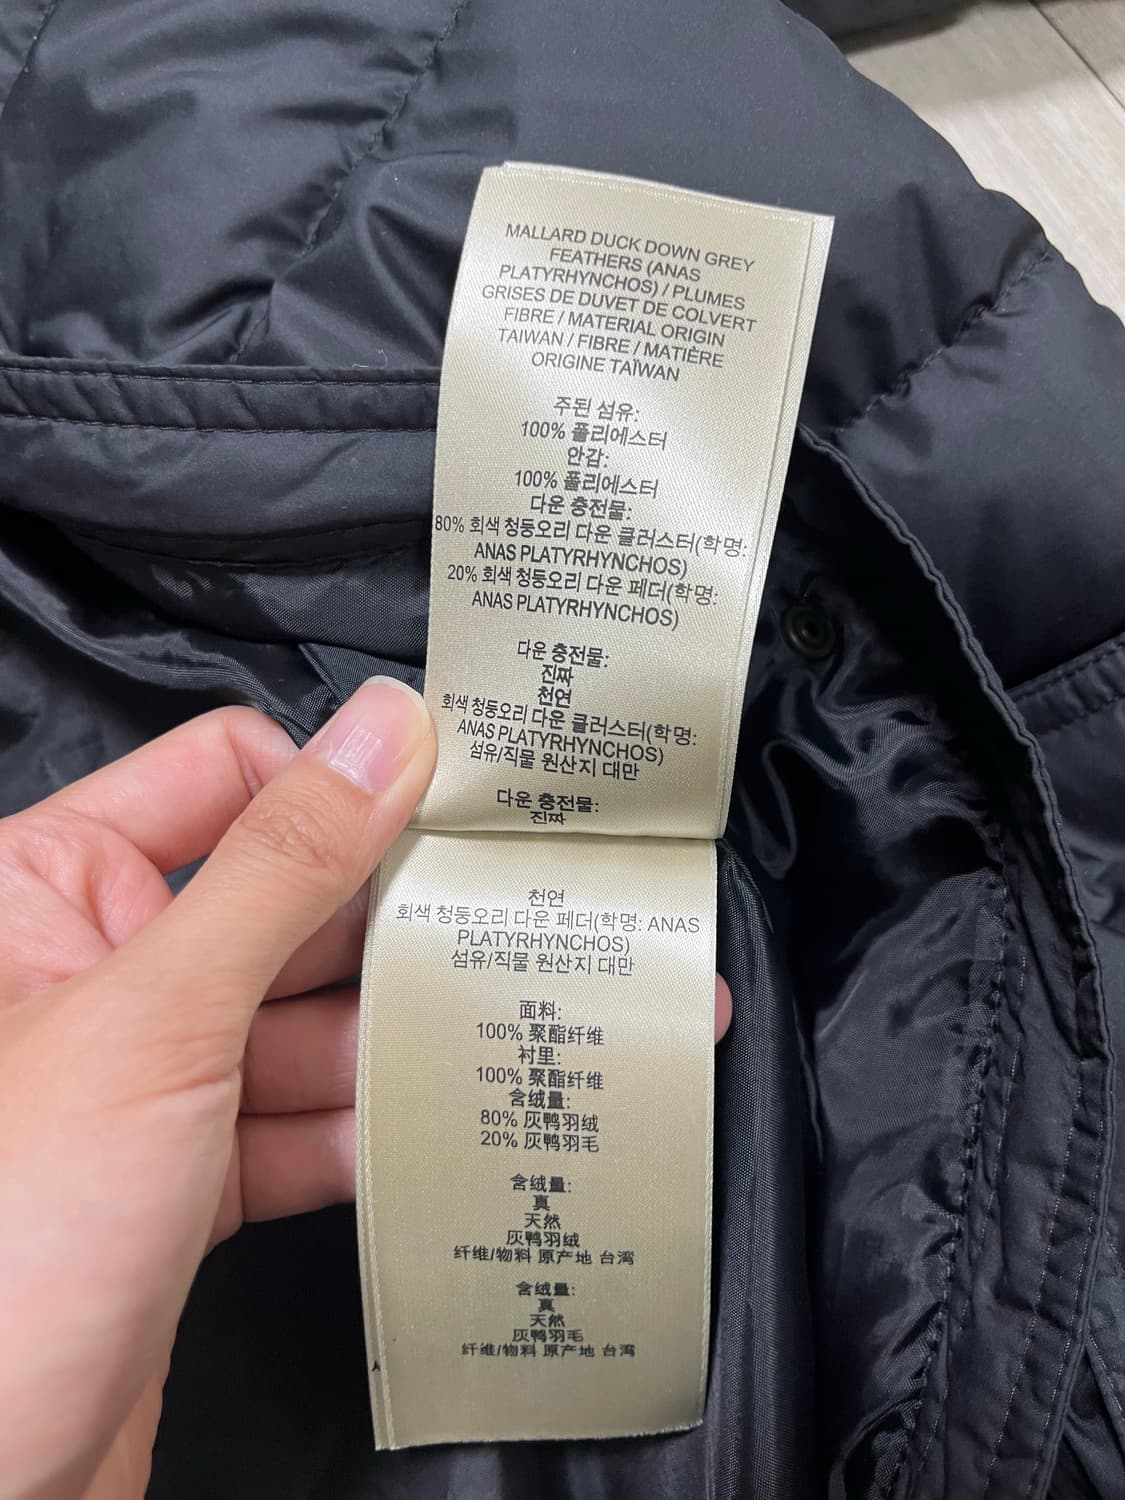 MALLARD DUCK DOWN GREY
FEATHERS (ANAS
PLATYRHYNCHOS) / PLUMES
GRISES DE DUVET DE COLVERT
FIBRE / MATERIAL ORIGIN
TAIWAN / FIBRE / MATIÈRE
ORIGINE TAÏWAN
주된 섬유:
100% 폴리에스터
안감:
100% 폴리에스터
다운 충전물:
80% 회색 청둥오리 다운 클러스터(학명:
ANAS PLATYRHYNCHOS)
20% 회색 청둥오리 다운 페더(학명:
ANAS PLATYRHYNCHOS)
다운 충전물:
진짜
천연
회색 청둥오리 다운 클러스터(학명:
ANAS PLATYRHYNCHOS)
섬유/직물 원산지 대만
다운 충전물:
진짜
천연
회색 청둥오리 다운 페더(학명: ANAS
PLATYRHYNCHOS)
섬유/직물 원산지 대만
面料:
100% 聚酯纤维
衬里:
100% 聚酯纤维
含绒量:
80% 灰鸭羽绒
20% 灰鸭羽毛
含绒量:
真
天然
灰鸭羽绒
纤维/物料 原产地 台湾
含绒量:
真
天然
灰鸭羽毛
纤维/物料 原产地 台湾